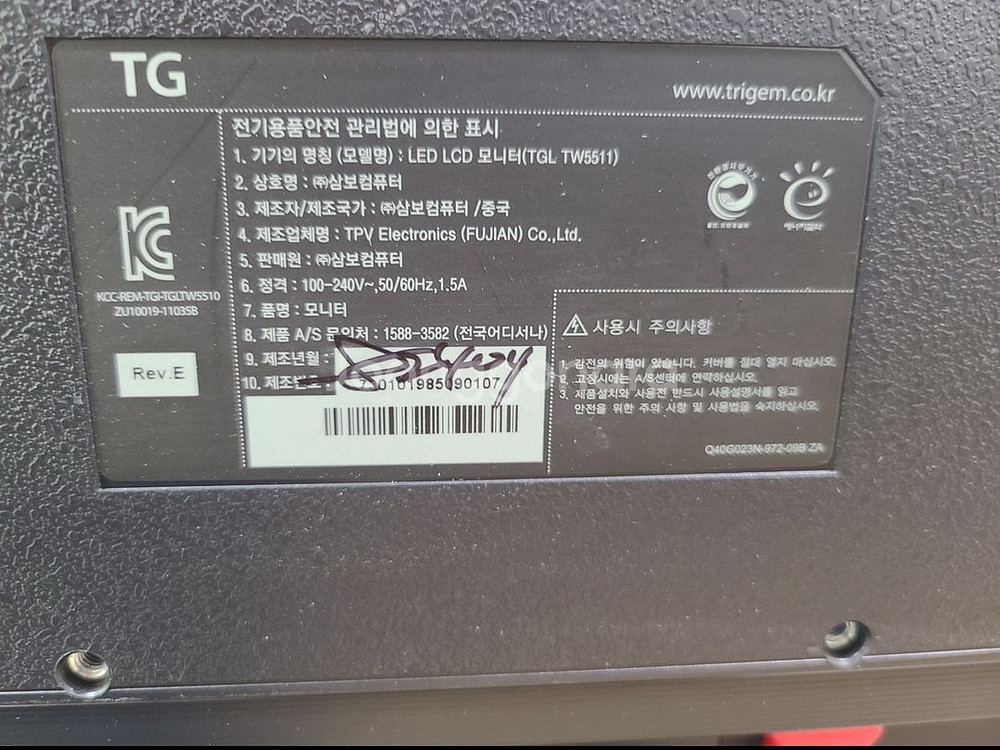 TG
www.trigem.co.kr
전기용품안전 관리법에 의한 표시
1. 기기의 명칭 (모델명) : LED LCD 모니터(TGL TW5511)
2. 상호명 : ㈜삼보컴퓨터
3. 제조자/제조국가 : ㈜삼보컴퓨터 /중국
4. 제조업체명 : TPV Electronics (FUJIAN) Co.,Ltd.
5. 판매원 : ㈜삼보컴퓨터
6. 정격 : 100-240V~,50/60Hz,1.5A
7. 품명 : 모니터
8. 제품 A/S 문의처 : 1588-3582 (전국어디서나)
9. 제조년월 :
10. 제조번
KCC-REM-TGI-TGLTW5510
ZU10019-11035B
Rev.E
에너지절약
사용시 주의사항
1. 감전의 위험이 있습니다. 커버를 절대 열지 마십시오.
2. 고장시에는 A/S센터에 연락하십시오.
3. 제품설치와 사용전 반드시 사용설명서를 읽고
안전을 위한 주의 사항 및 사용법을 숙지하십시오.
Q40G023N-972-09B ZA